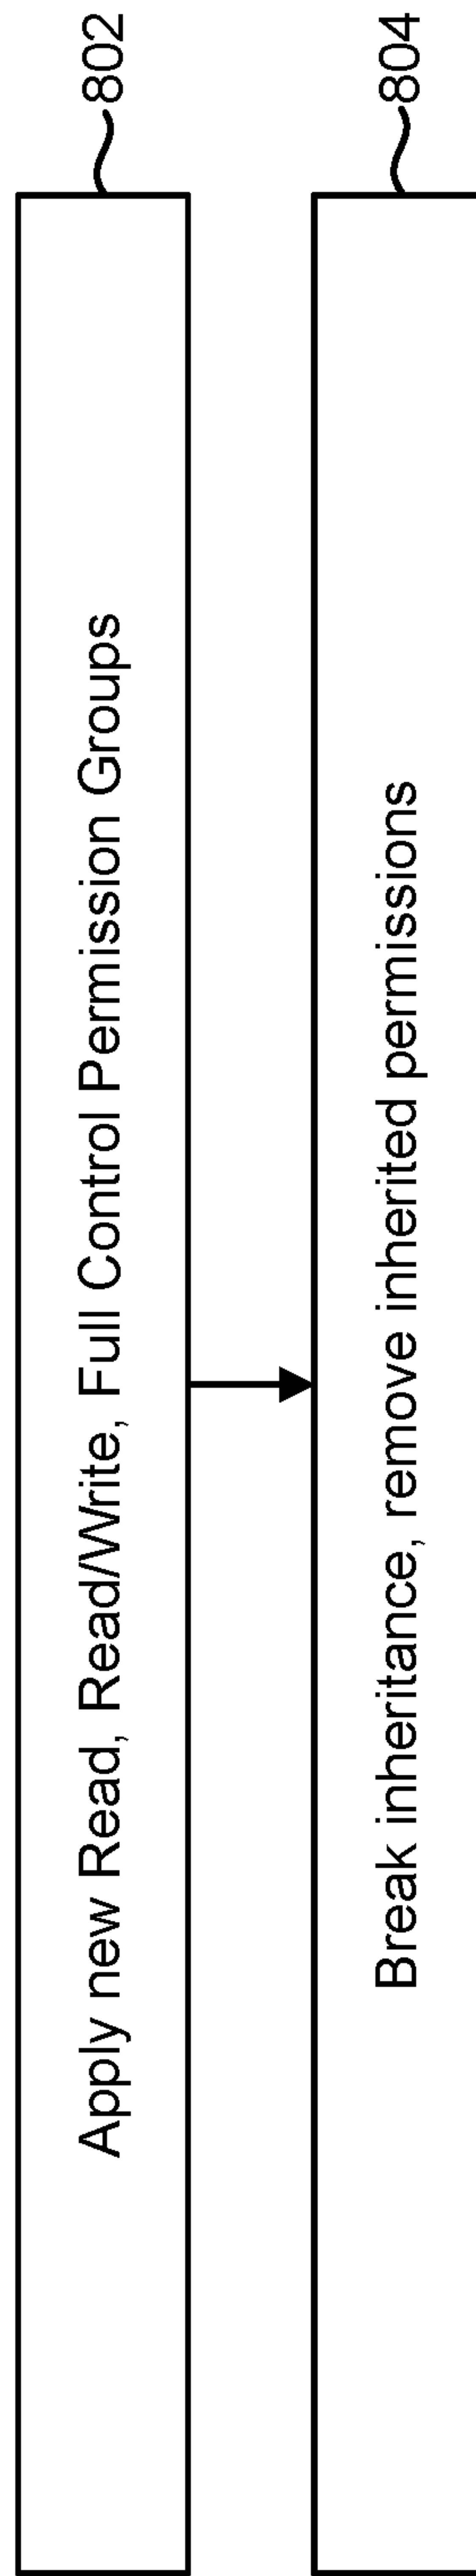 Apply new Read, Read/Write, Full Control Permission Groups
802
Break inheritance, remove inherited permissions
804